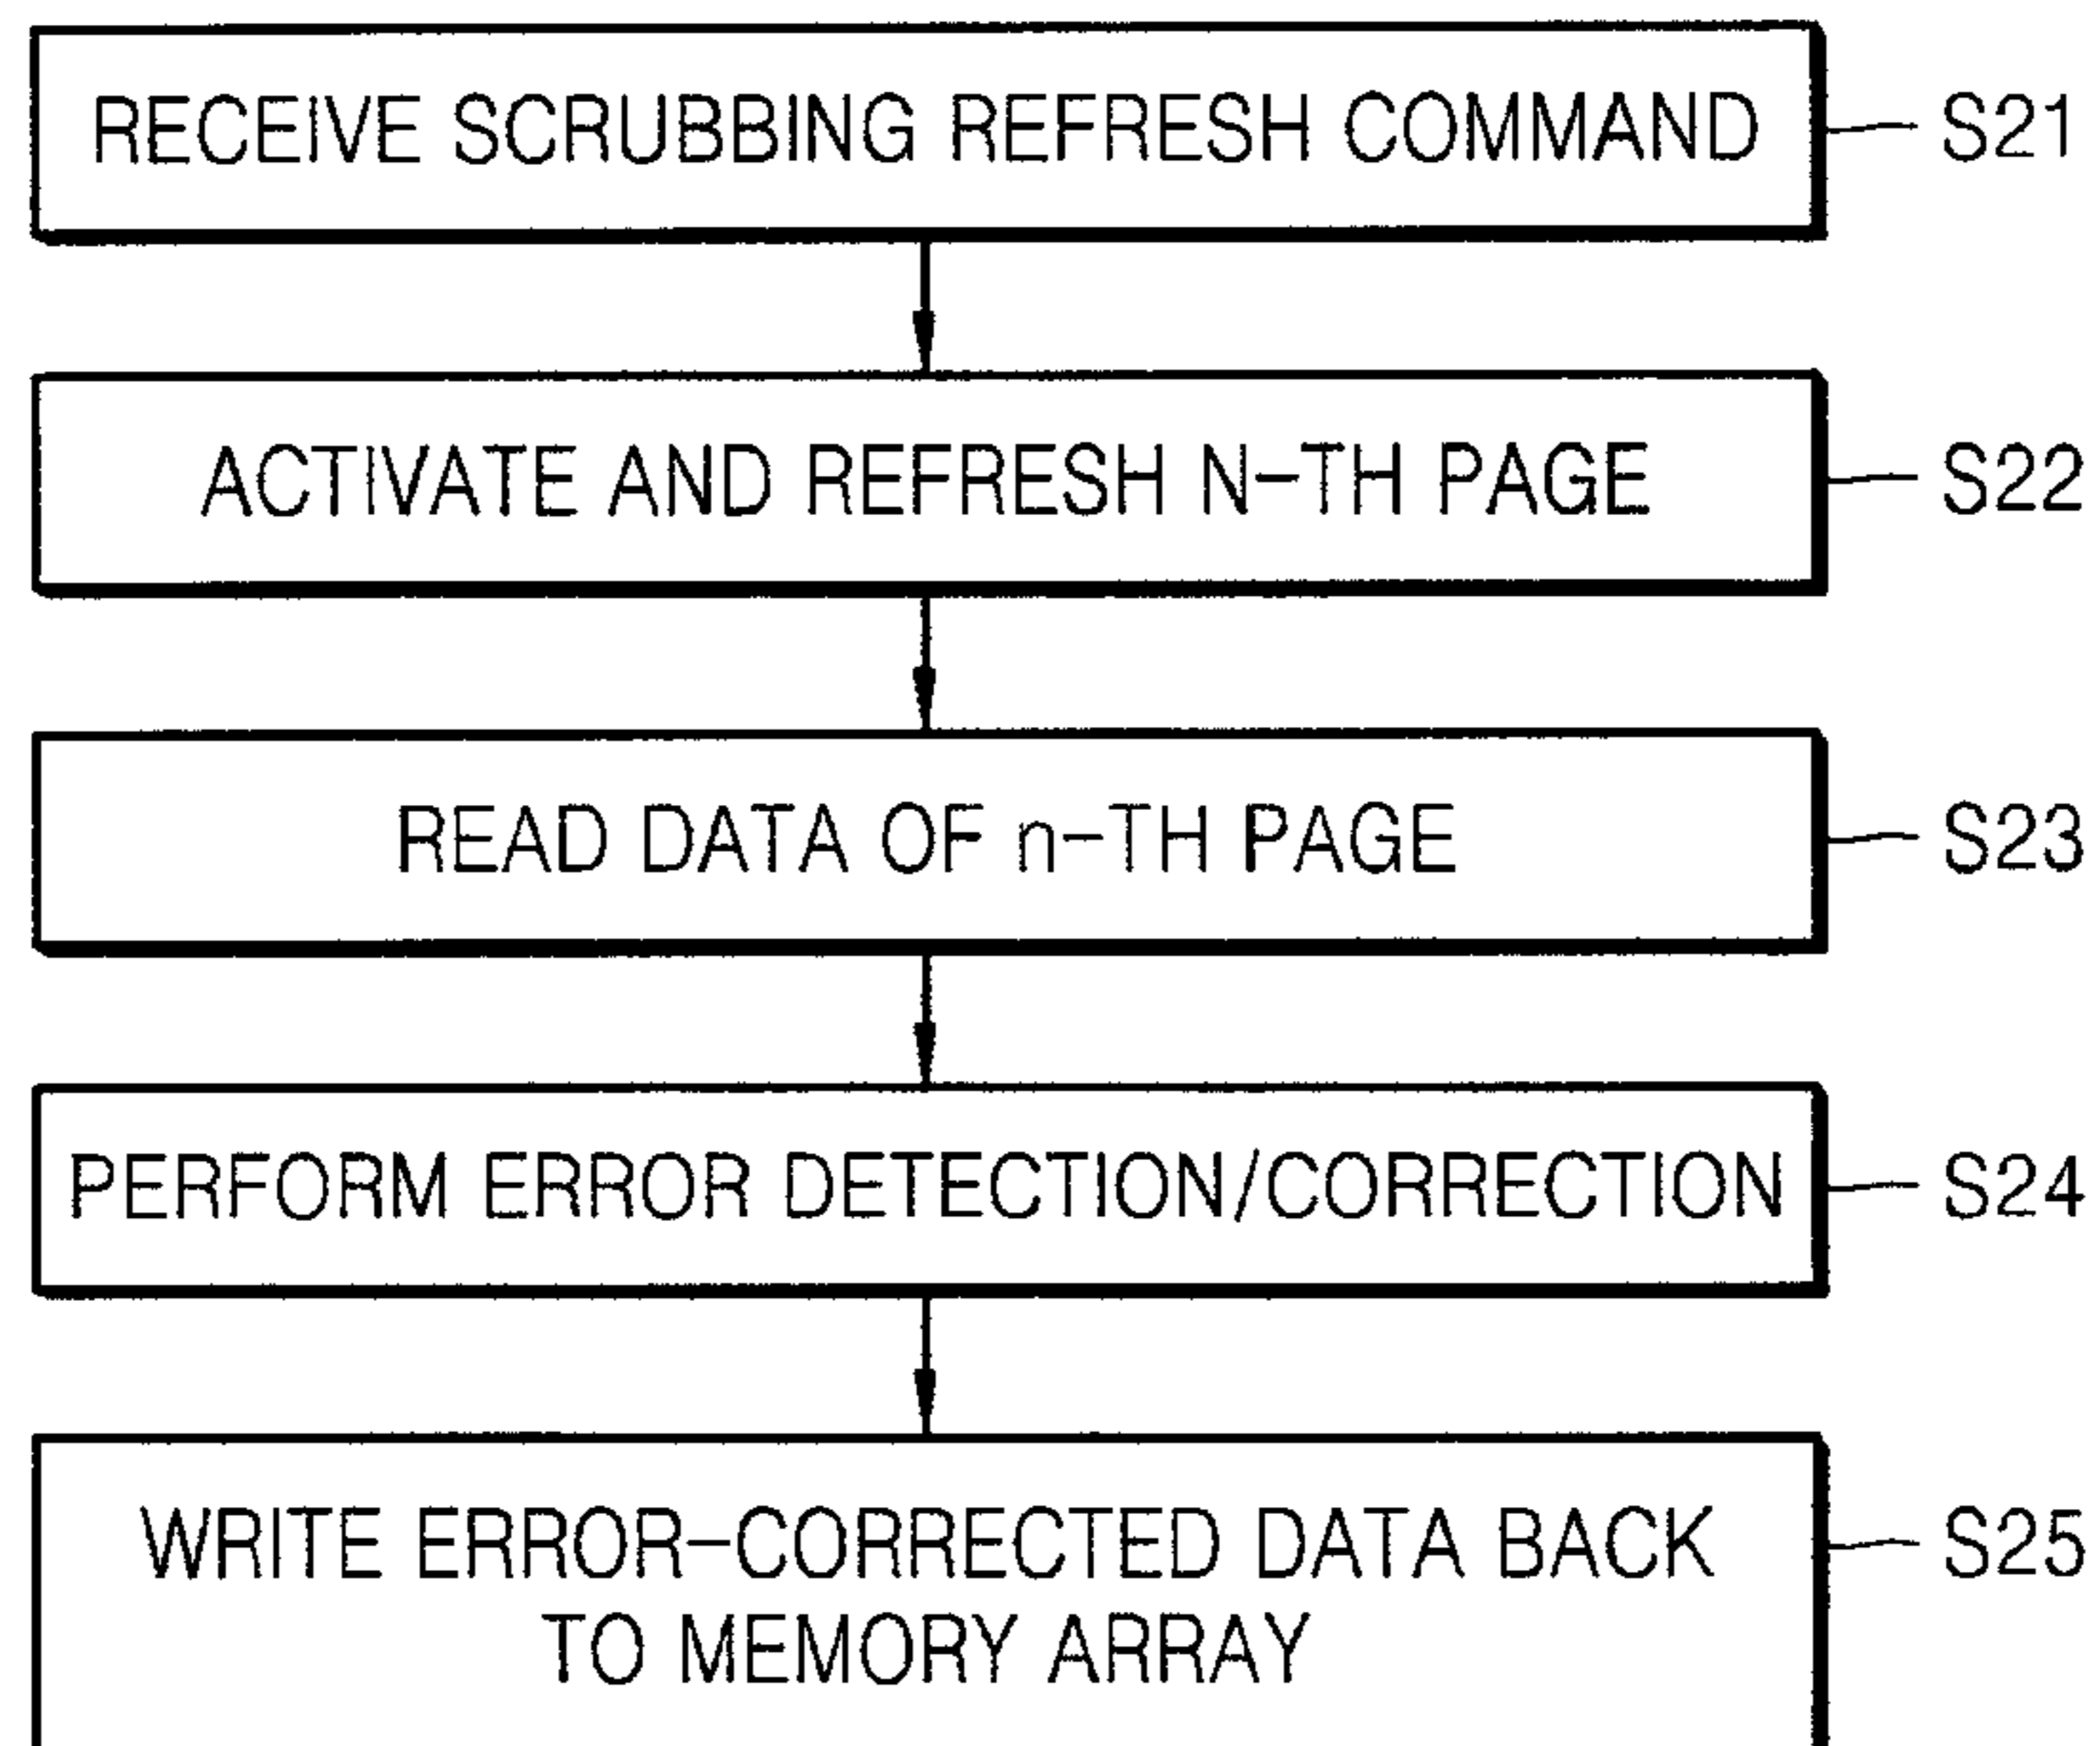 RECEIVE SCRUBBING REFRESH COMMAND S21
ACTIVATE AND REFRESH N-TH PAGE S22
READ DATA OF n-TH PAGE S23
PERFORM ERROR DETECTION/CORRECTION S24
WRITE ERROR-CORRECTED DATA BACK S25
TO MEMORY ARRAY